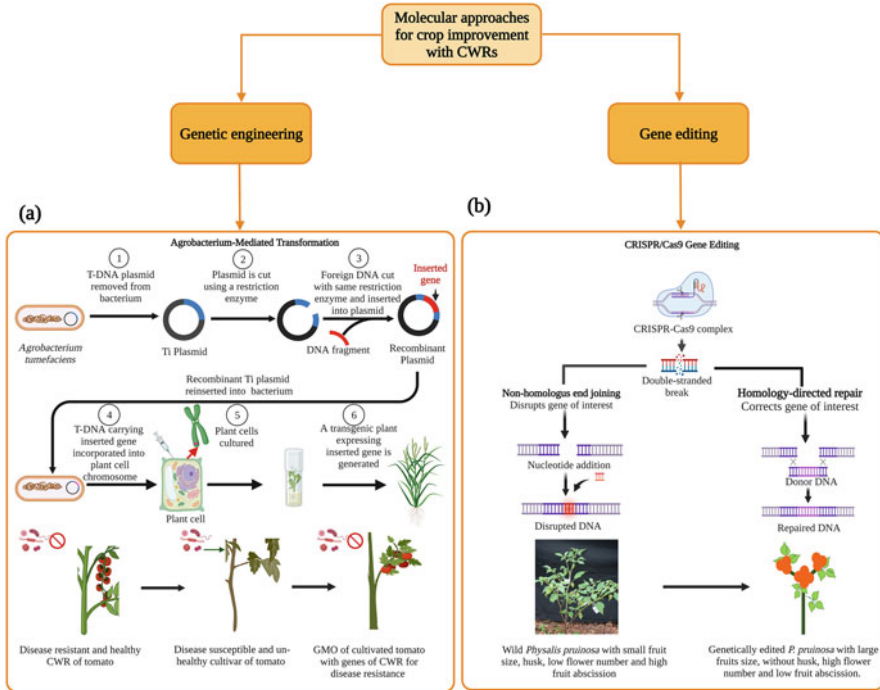 Molecular approaches
for crop improvement
with CWRs
Genetic engineering
Gene editing
(a)
Agrobacterium-Mediated Transformation
1
T-DNA plasmid
removed from
bacterium
2
Plasmid is cut
using a restriction
enzyme
3
Foreign DNA cut
with same restriction
enzyme and inserted
into plasmid
Inserted
gene
Agrobacterium
tumefaciens
Ti Plasmid
DNA fragment
Recombinant
Plasmid
Recombinant Ti plasmid
reinserted into bacterium
4
T-DNA carrying
inserted gene
incorporated into
plant cell
chromosome
5
Plant cells
cultured
6
A transgenic plant
expressing
inserted gene is
generated
Plant cell
Disease resistant and healthy
CWR of tomato
Disease susceptible and un-
healthy cultivar of tomato
GMO of cultivated tomato
with genes of CWR for
disease resistance
(b)
CRISPR/Cas9 Gene Editing
CRISPR-Cas9 complex
Double-stranded
break
Non-homologus end joining
Disrupts gene of interest
Homology-directed repair
Corrects gene of interest
Nucleotide addition
Donor DNA
Disrupted DNA
Repaired DNA
Wild Physalis pruinosa with small fruit
size, husk, low flower number and high
fruit abscission
Genetically edited P. pruinosa with large
fruits size, without husk, high flower
number and low fruit abscission.